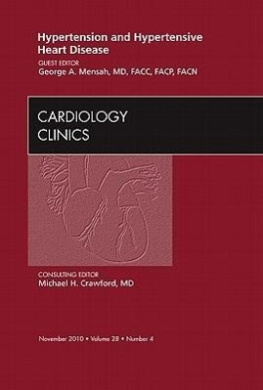 Hypertension and Hypertensive
Heart Disease
GUEST EDITOR
George A. Mensah, MD, FACC, FACP, FACN
CARDIOLOGY
CLINICS
CONSULTING EDITOR
Michael H. Crawford, MD
November 2010 • Volume 28 • Number 4